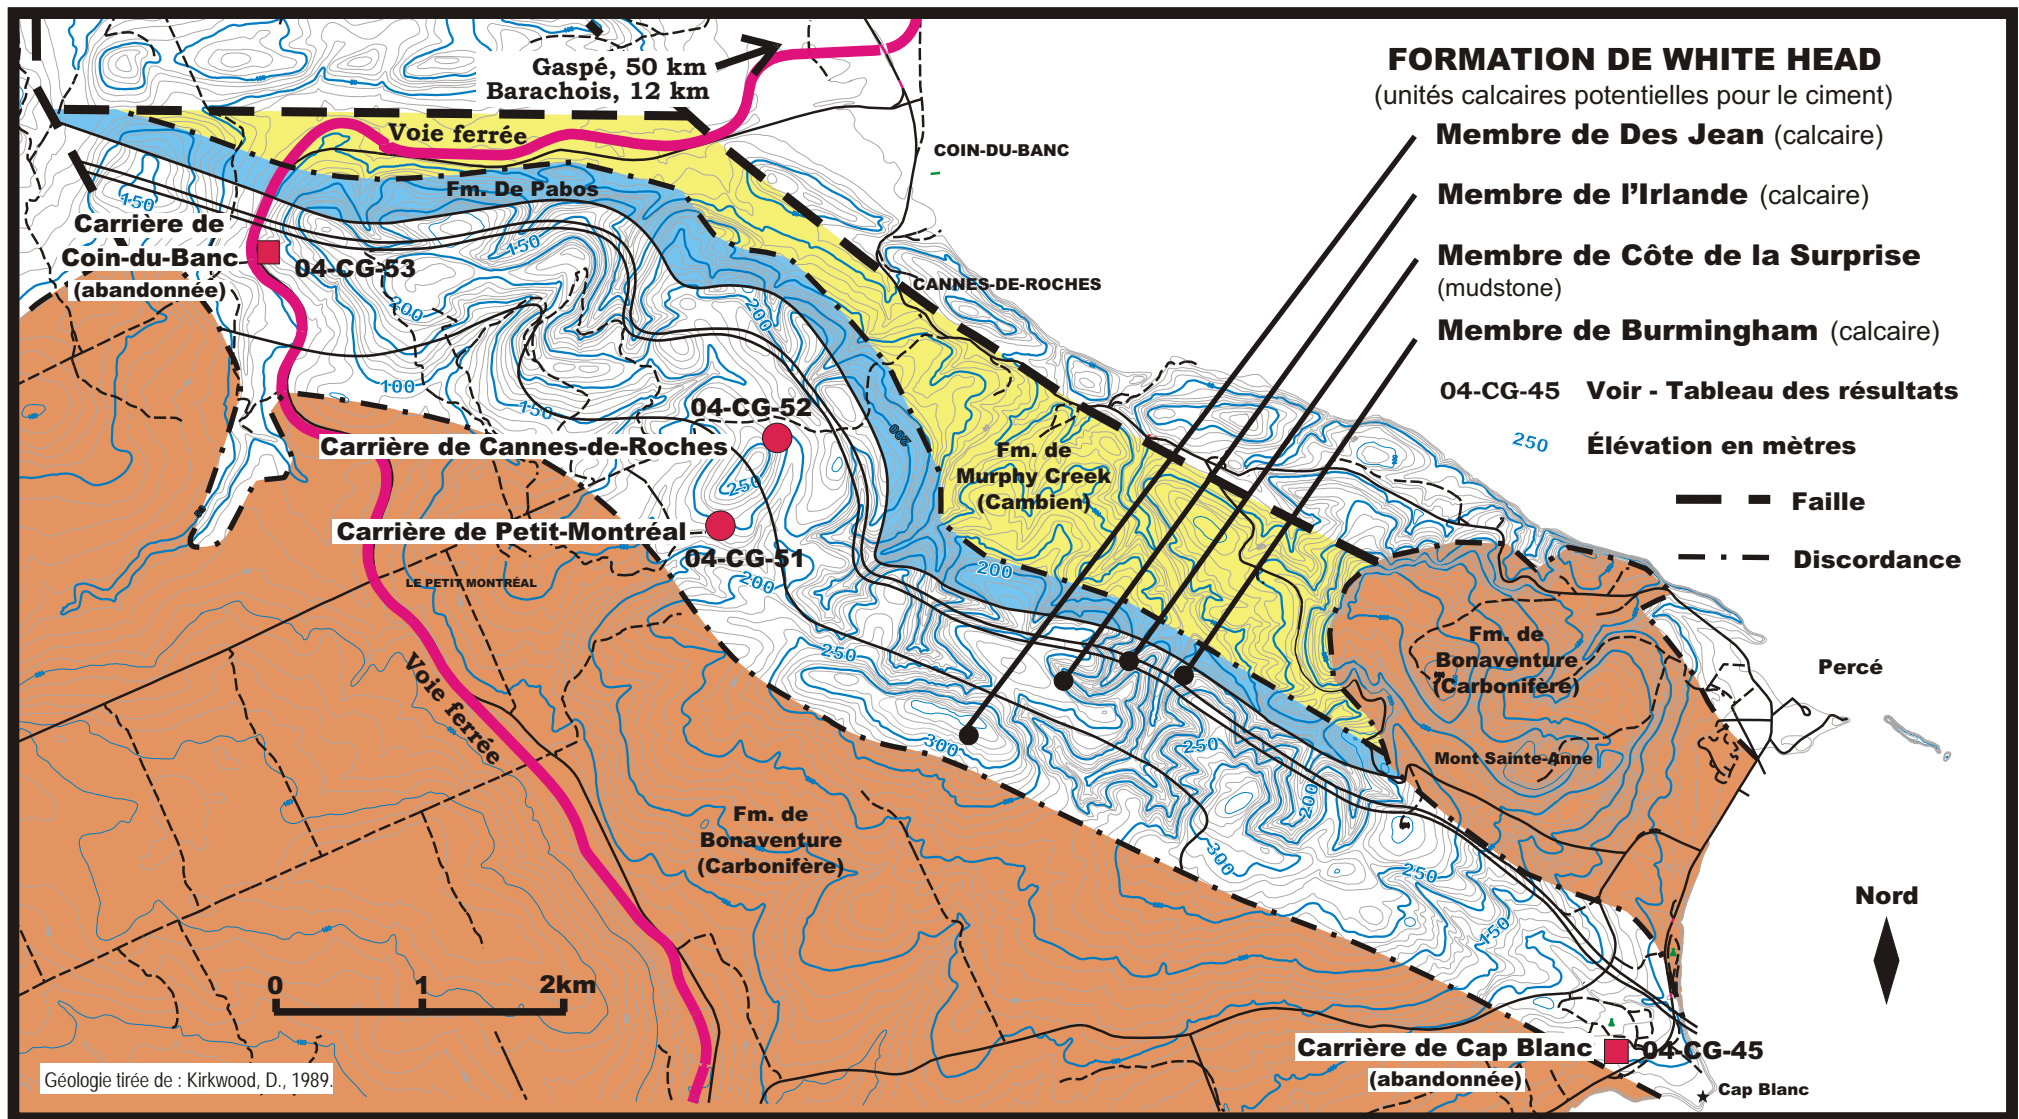 FORMATION DE WHITE HEAD
(unités calcaires potentielles pour le ciment)
Membre de Des Jean (calcaire)
Membre de l'Irlande (calcaire)
Membre de Côte de la Surprise
(mudstone)
Membre de Burmingham (calcaire)
04-CG-45 Voir - Tableau des résultats
250 Élévation en mètres
Faille
Discordance
Gaspé, 50 km
Barachois, 12 km
Voie ferrée
COIN-DU-BANC
Fm. De Pabos
150
Carrière de
Coin-du-Banc
(abandonnée)
04-CG-53
150
200
200
CANNES-DE-ROCHES
100
150
04-CG-52
Carrière de Cannes-de-Roches
200
250
Fm. de
Murphy Creek
(Cambien)
Carrière de Petit-Montréal
04-CG-51
LE PETIT MONTRÉAL
200
200
250
Voie ferrée
Fm. de
Bonaventure
(Carbonifère)
Percé
300
250
Mont Sainte-Anne
200
Fm. de
Bonaventure
(Carbonifère)
300
250
150
Nord
0 1 2km
Carrière de Cap Blanc
(abandonnée)
04-CG-45
Cap Blanc
Géologie tirée de : Kirkwood, D., 1989.